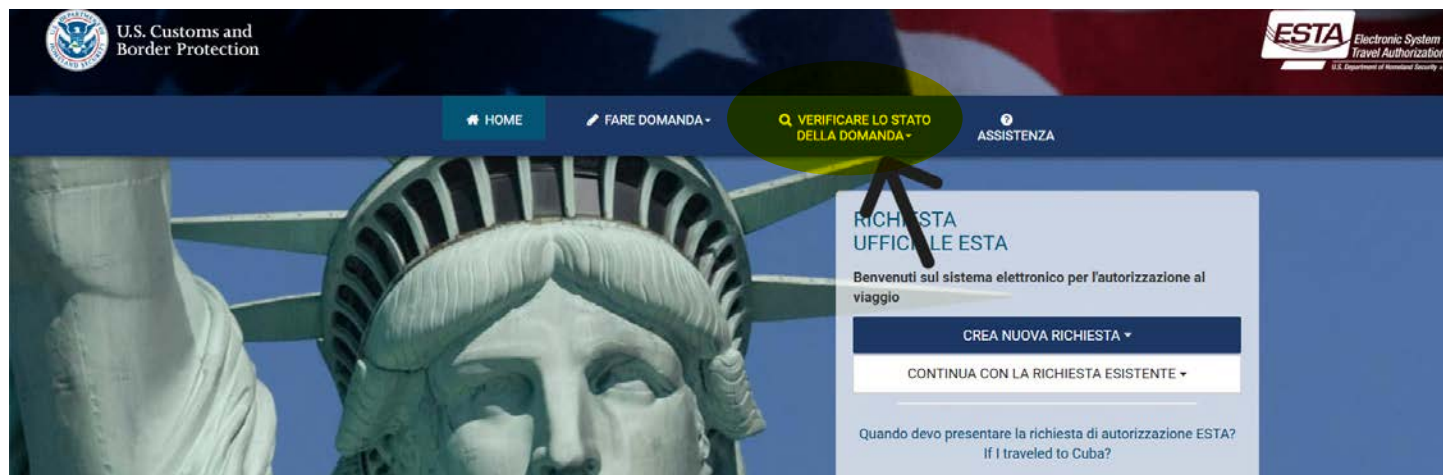 U.S. Customs and
Border Protection
ESTA
Electronic System
Travel Authorization
U.S. Department of Homeland Security
HOME
FARE DOMANDA
VERIFICARE LO STATO
DELLA DOMANDA
ASSISTENZA
RICHIESTA
UFFICIALE ESTA
Benvenuti sul sistema elettronico per l'autorizzazione al
viaggio
CREA NUOVA RICHIESTA
CONTINUA CON LA RICHIESTA ESISTENTE
Quando devo presentare la richiesta di autorizzazione ESTA?
If I traveled to Cuba?